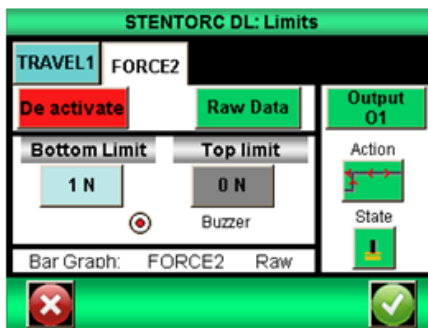 STENTORC DL: Limits
TRAVEL1 FORCE2
De activate Raw Data Output
O1
Bottom Limit Top limit Action
1 N 0 N
Buzzer State
Bar Graph: FORCE2 Raw